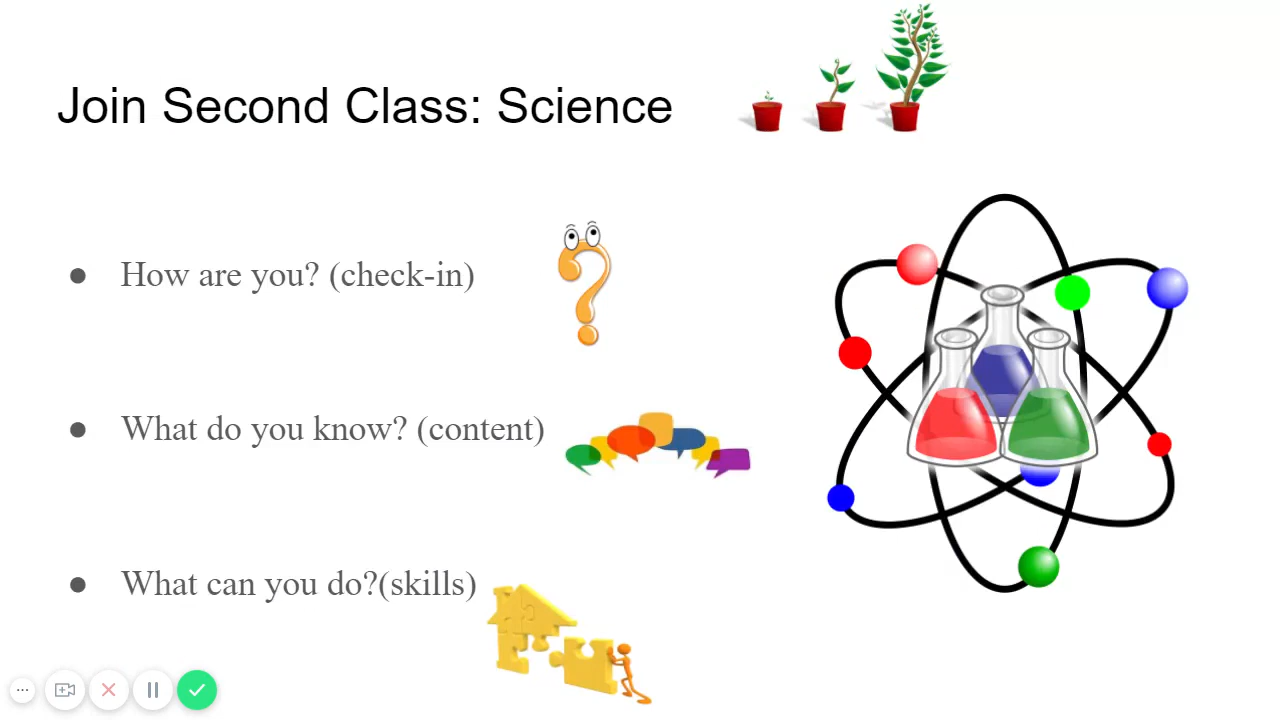 Join Second Class: Science
● How are you? (check-in)
● What do you know? (content)
● What can you do?(skills)